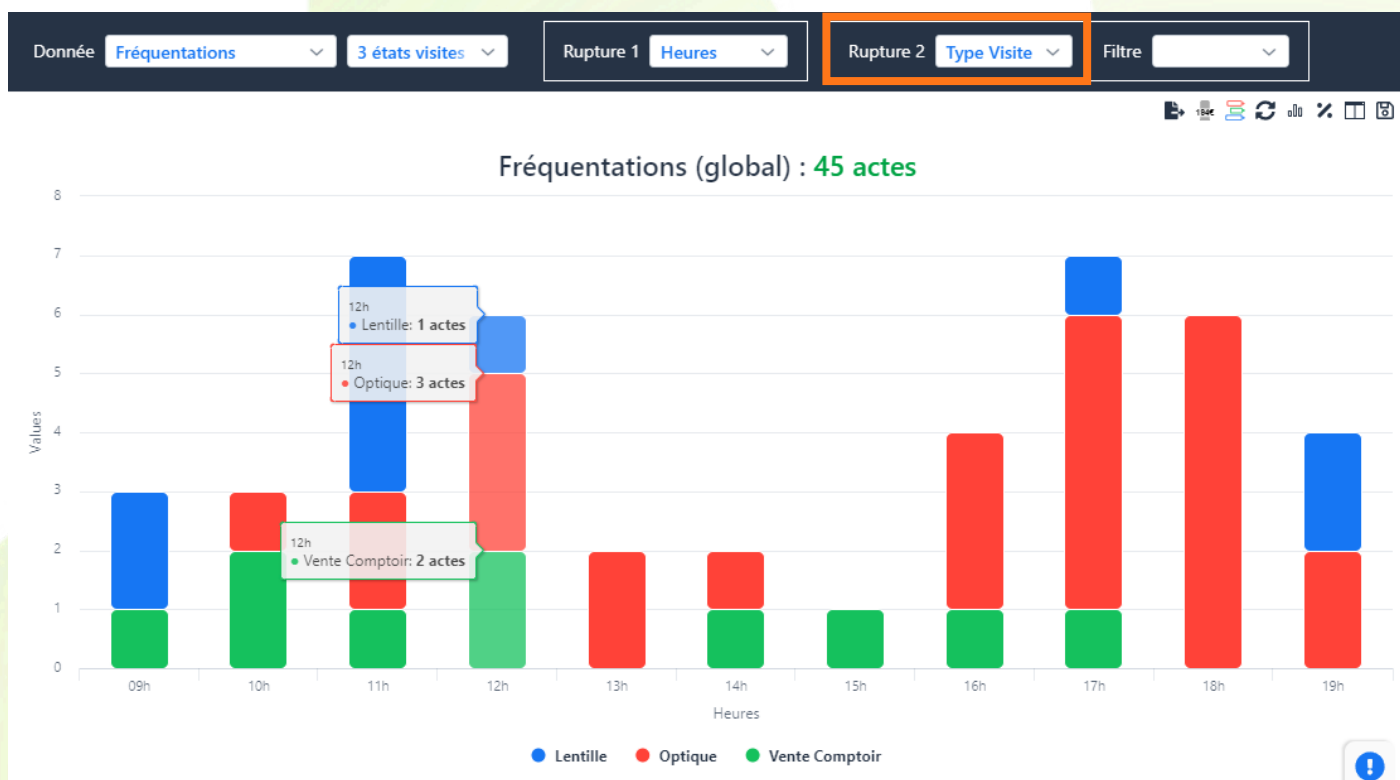 Donnée Fréquentations 3 états visites Rupture 1 Heures Rupture 2 Type Visite Filtre
194€
Fréquentations (global) : 45 actes
8
7
6
5
4
3
2
1
0
Values
12h
Lentille: 1 actes
12h
Optique: 3 actes
12h
Vente Comptoir: 2 actes
09h 10h 11h 12h 13h 14h 15h 16h 17h 18h 19h
Heures
Lentille Optique Vente Comptoir